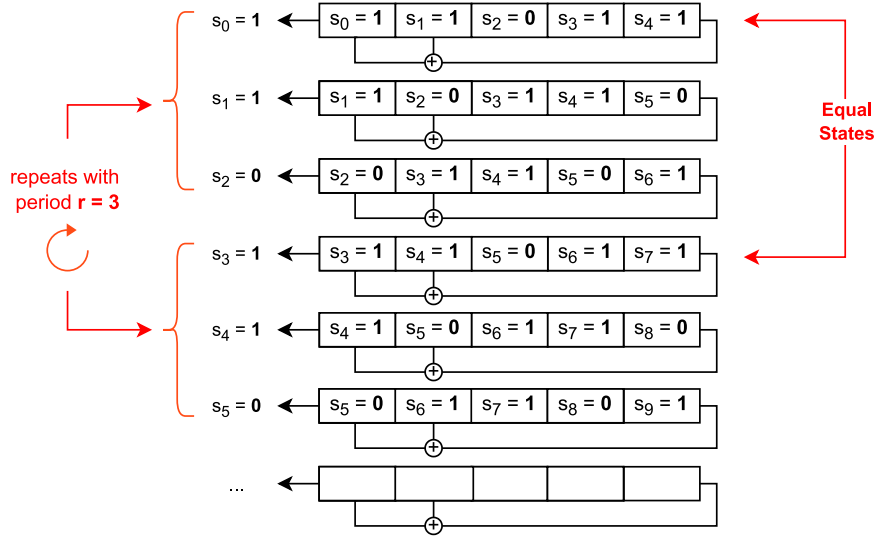 s₀ = 1 s₀ = 1 s₁ = 1 s₂ = 0 s₃ = 1 s₄ = 1
s₁ = 1 s₁ = 1 s₂ = 0 s₃ = 1 s₄ = 1 s₅ = 0
Equal
States
repeats with
period r = 3
s₂ = 0 s₂ = 0 s₃ = 1 s₄ = 1 s₅ = 0 s₆ = 1
s₃ = 1 s₃ = 1 s₄ = 1 s₅ = 0 s₆ = 1 s₇ = 1
s₄ = 1 s₄ = 1 s₅ = 0 s₆ = 1 s₇ = 1 s₈ = 0
s₅ = 0 s₅ = 0 s₆ = 1 s₇ = 1 s₈ = 0 s₉ = 1
...